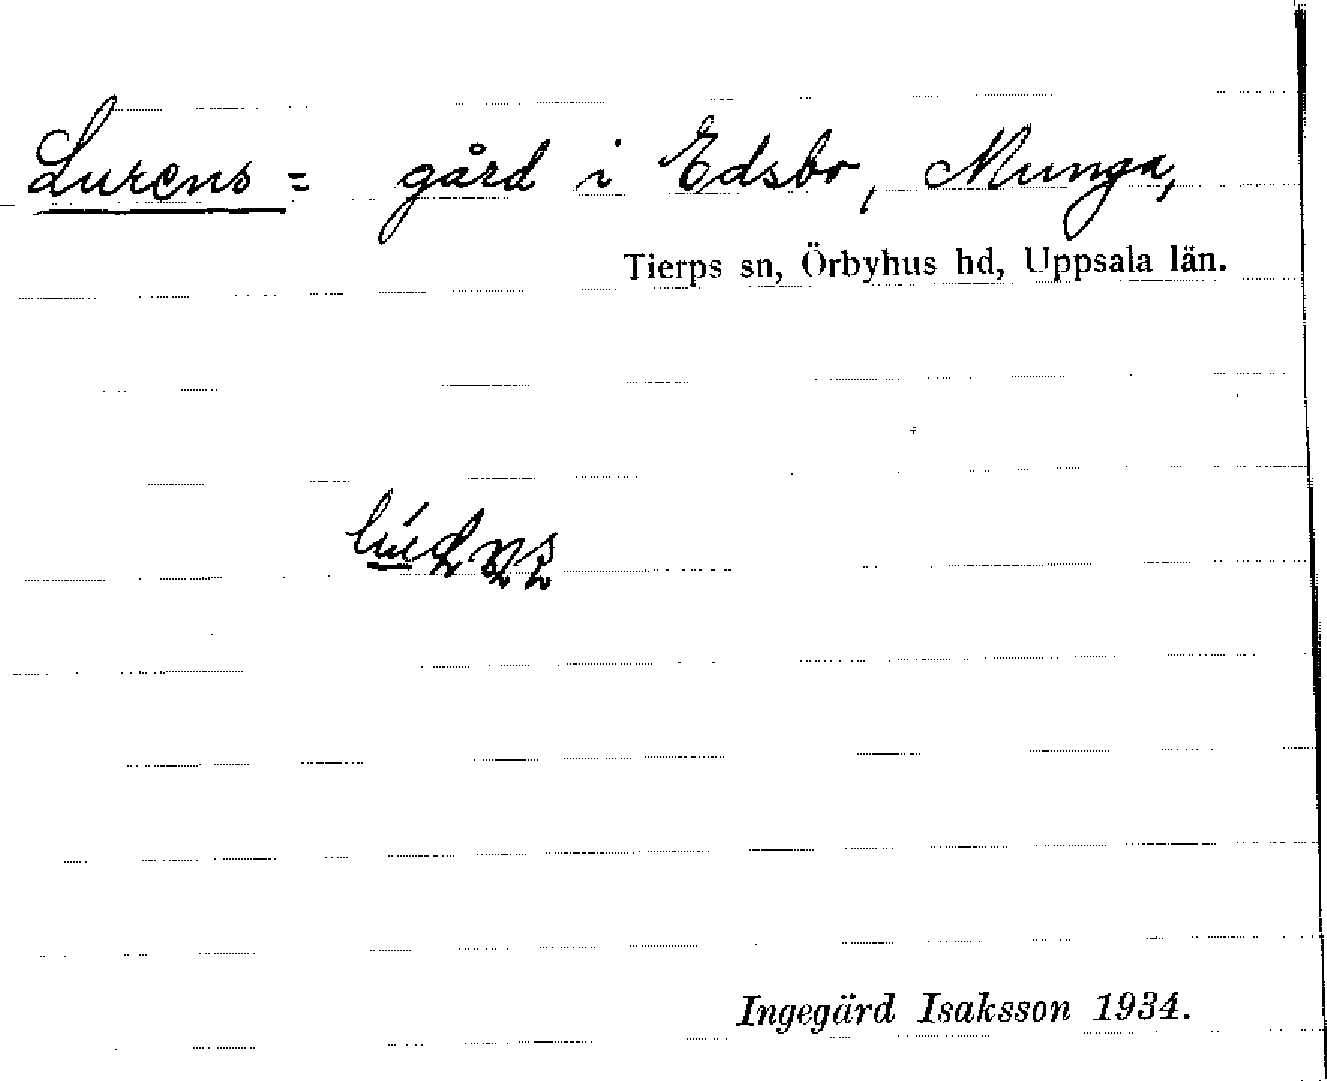 Lurens = gård i Edsbo, Munga,
Tierps sn, Örbyhus hd, Uppsala län.
Ingegärd Isaksson 1934.